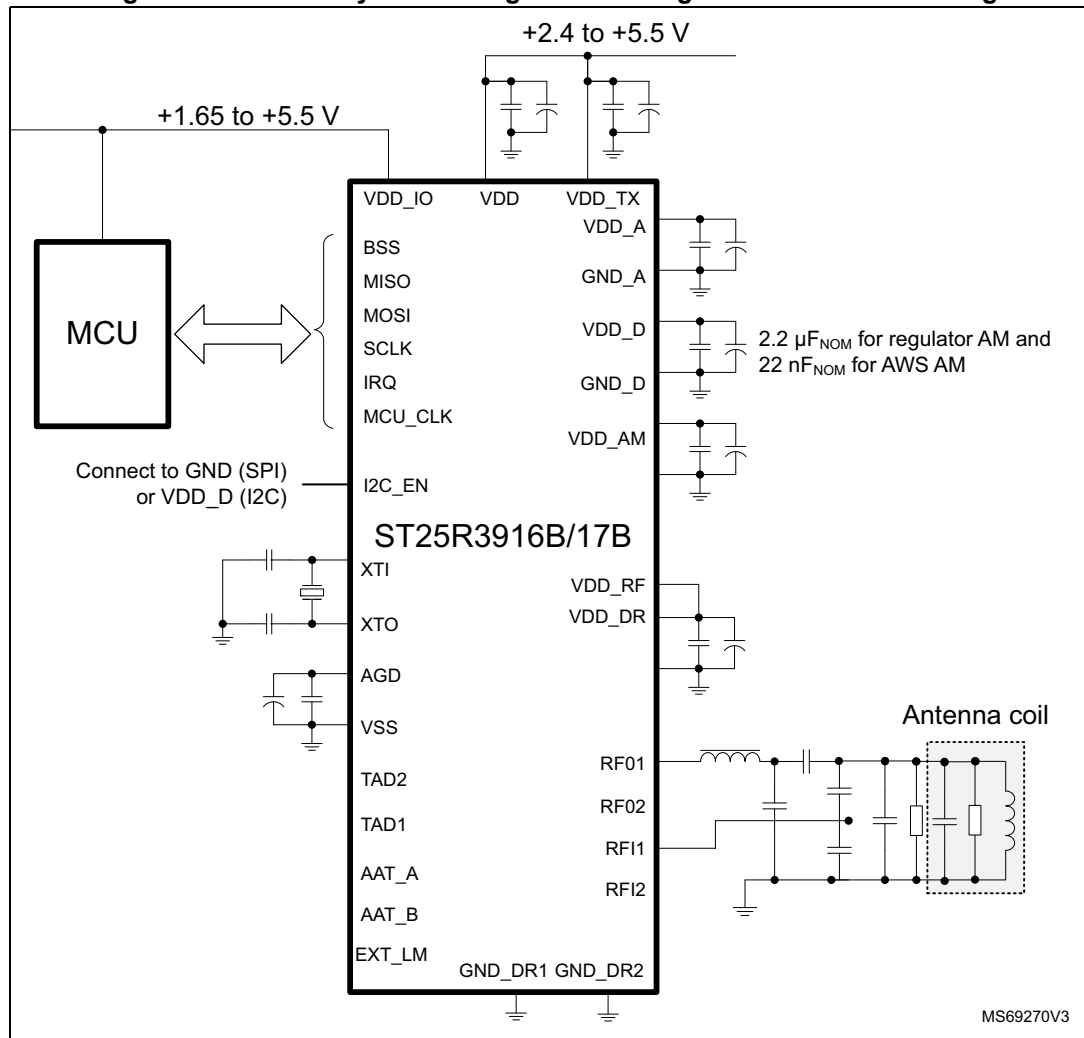 +2.4 to +5.5 V
+1.65 to +5.5 V
VDD_IO
VDD
VDD_TX
VDD_A
BSS
MISO
MOSI
SCLK
IRQ
MCU_CLK
MCU
GND_A
VDD_D
GND_D
2.2 µFNOM for regulator AM and
22 nFNOM for AWS AM
VDD_AM
Connect to GND (SPI)
or VDD_D (I2C)
I2C_EN
ST25R3916B/17B
XTI
XTO
VDD_RF
VDD_DR
AGD
VSS
Antenna coil
TAD2
TAD1
AAT_A
AAT_B
EXT_LM
RF01
RF02
RFI1
RFI2
GND_DR1
GND_DR2
MS69270V3